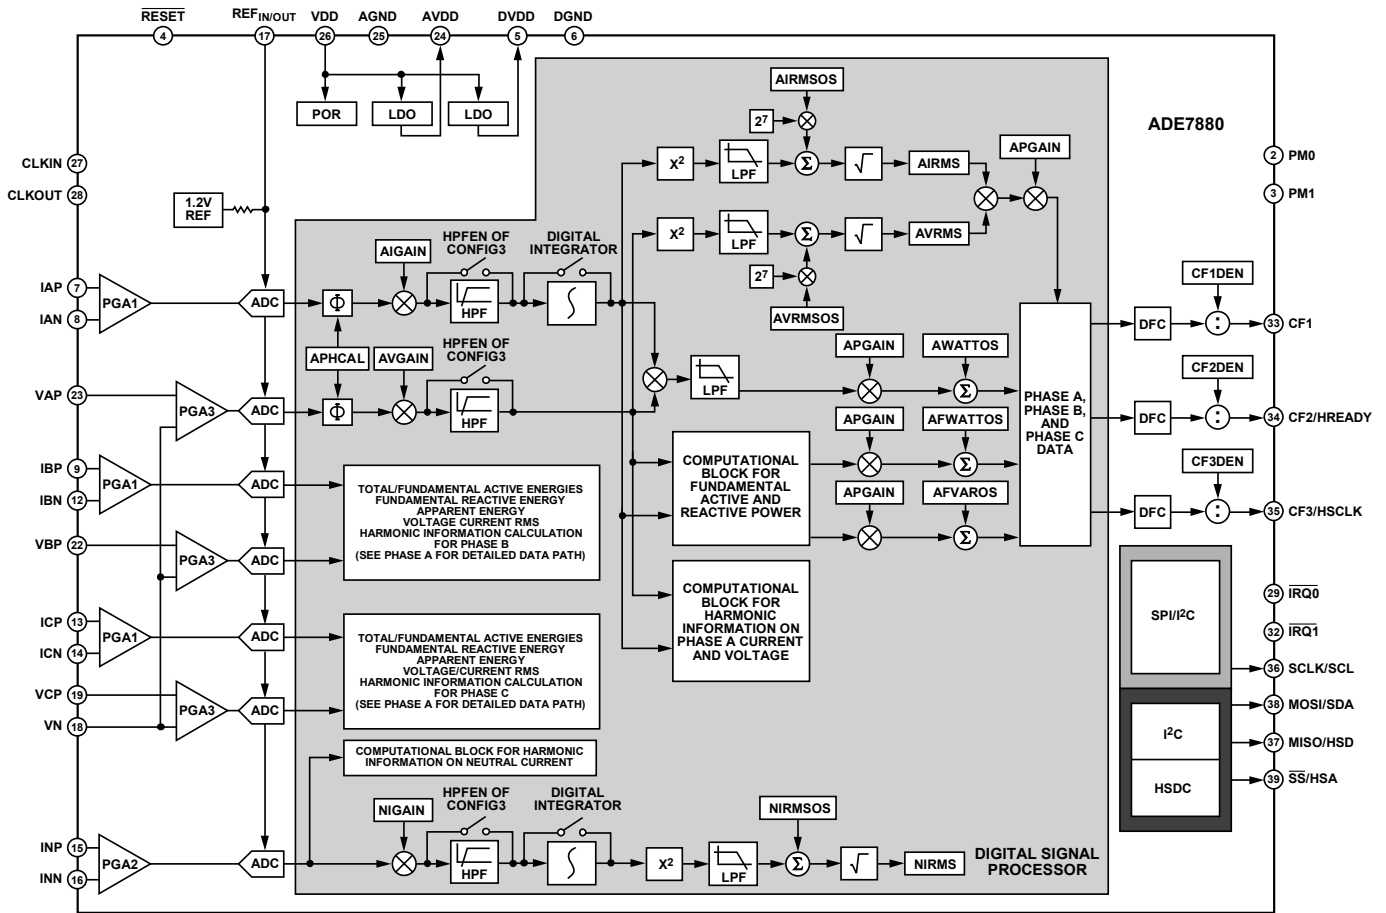 RESET
REF IN/OUT
VDD
AGND
AVDD
DVDD
DGND
4
17
26
25
24
5
6
POR
LDO
LDO
ADE7880
CLKIN 27
CLKOUT 28
1.2V
REF
2 PM0
3 PM1
AIRMSOS
2⁷
X²
LPF
Σ
√
AIRMS
APGAIN
X²
LPF
Σ
√
AVRMS
2⁷
AVRMSOS
IAP 7
IAN 8
PGA1
ADC
Φ
AIGAIN
HPFEN OF
CONFIG3
HPF
DIGITAL
INTEGRATOR
∫
APHCAL
AVGAIN
HPFEN OF
CONFIG3
VAP 23
PGA3
ADC
Φ
HPF
LPF
APGAIN
AWATTOS
Σ
APGAIN
AFWATTOS
Σ
APGAIN
AFVAROS
Σ
COMPUTATIONAL
BLOCK FOR
FUNDAMENTAL
ACTIVE AND
REACTIVE POWER
COMPUTATIONAL
BLOCK FOR
HARMONIC
INFORMATION ON
PHASE A CURRENT
AND VOLTAGE
PHASE A,
PHASE B,
AND
PHASE C
DATA
CF1DEN
DFC
:
33 CF1
CF2DEN
DFC
:
34 CF2/HREADY
CF3DEN
DFC
:
35 CF3/HSCLK
IBP 9
IBN 12
PGA1
ADC
VBP 22
PGA3
ADC
TOTAL/FUNDAMENTAL ACTIVE ENERGIES
FUNDAMENTAL REACTIVE ENERGY
APPARENT ENERGY
VOLTAGE CURRENT RMS
HARMONIC INFORMATION CALCULATION
FOR PHASE B
(SEE PHASE A FOR DETAILED DATA PATH)
ICP 13
ICN 14
PGA1
ADC
VCP 19
VN 18
PGA3
ADC
TOTAL/FUNDAMENTAL ACTIVE ENERGIES
FUNDAMENTAL REACTIVE ENERGY
APPARENT ENERGY
VOLTAGE/CURRENT RMS
HARMONIC INFORMATION CALCULATION
FOR PHASE C
(SEE PHASE A FOR DETAILED DATA PATH)
COMPUTATIONAL BLOCK FOR HARMONIC
INFORMATION ON NEUTRAL CURRENT
SPI/I²C
I²C
HSDC
29 IRQ0
32 IRQ1
36 SCLK/SCL
38 MOSI/SDA
37 MISO/HSD
39 SS/HSA
INP 15
INN 16
PGA2
ADC
NIGAIN
HPFEN OF
CONFIG3
HPF
DIGITAL
INTEGRATOR
∫
X²
LPF
NIRMSOS
Σ
√
NIRMS
DIGITAL SIGNAL
PROCESSOR